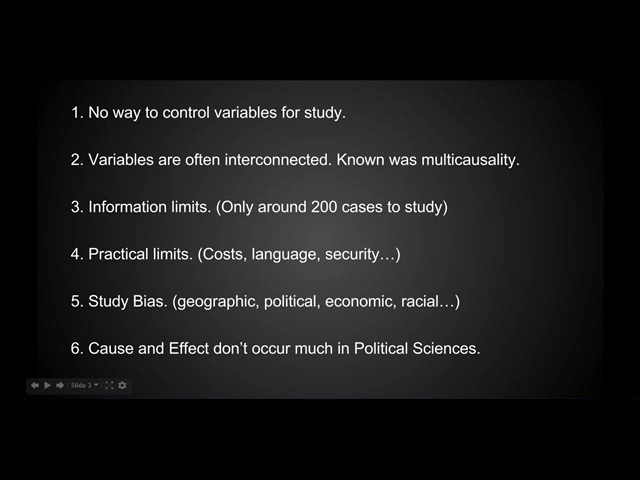 1. No way to control variables for study.
2. Variables are often interconnected. Known was multicausality.
3. Information limits. (Only around 200 cases to study)
4. Practical limits. (Costs, language, security…)
5. Study Bias. (geographic, political, economic, racial…)
6. Cause and Effect don’t occur much in Political Sciences.
Slide 3